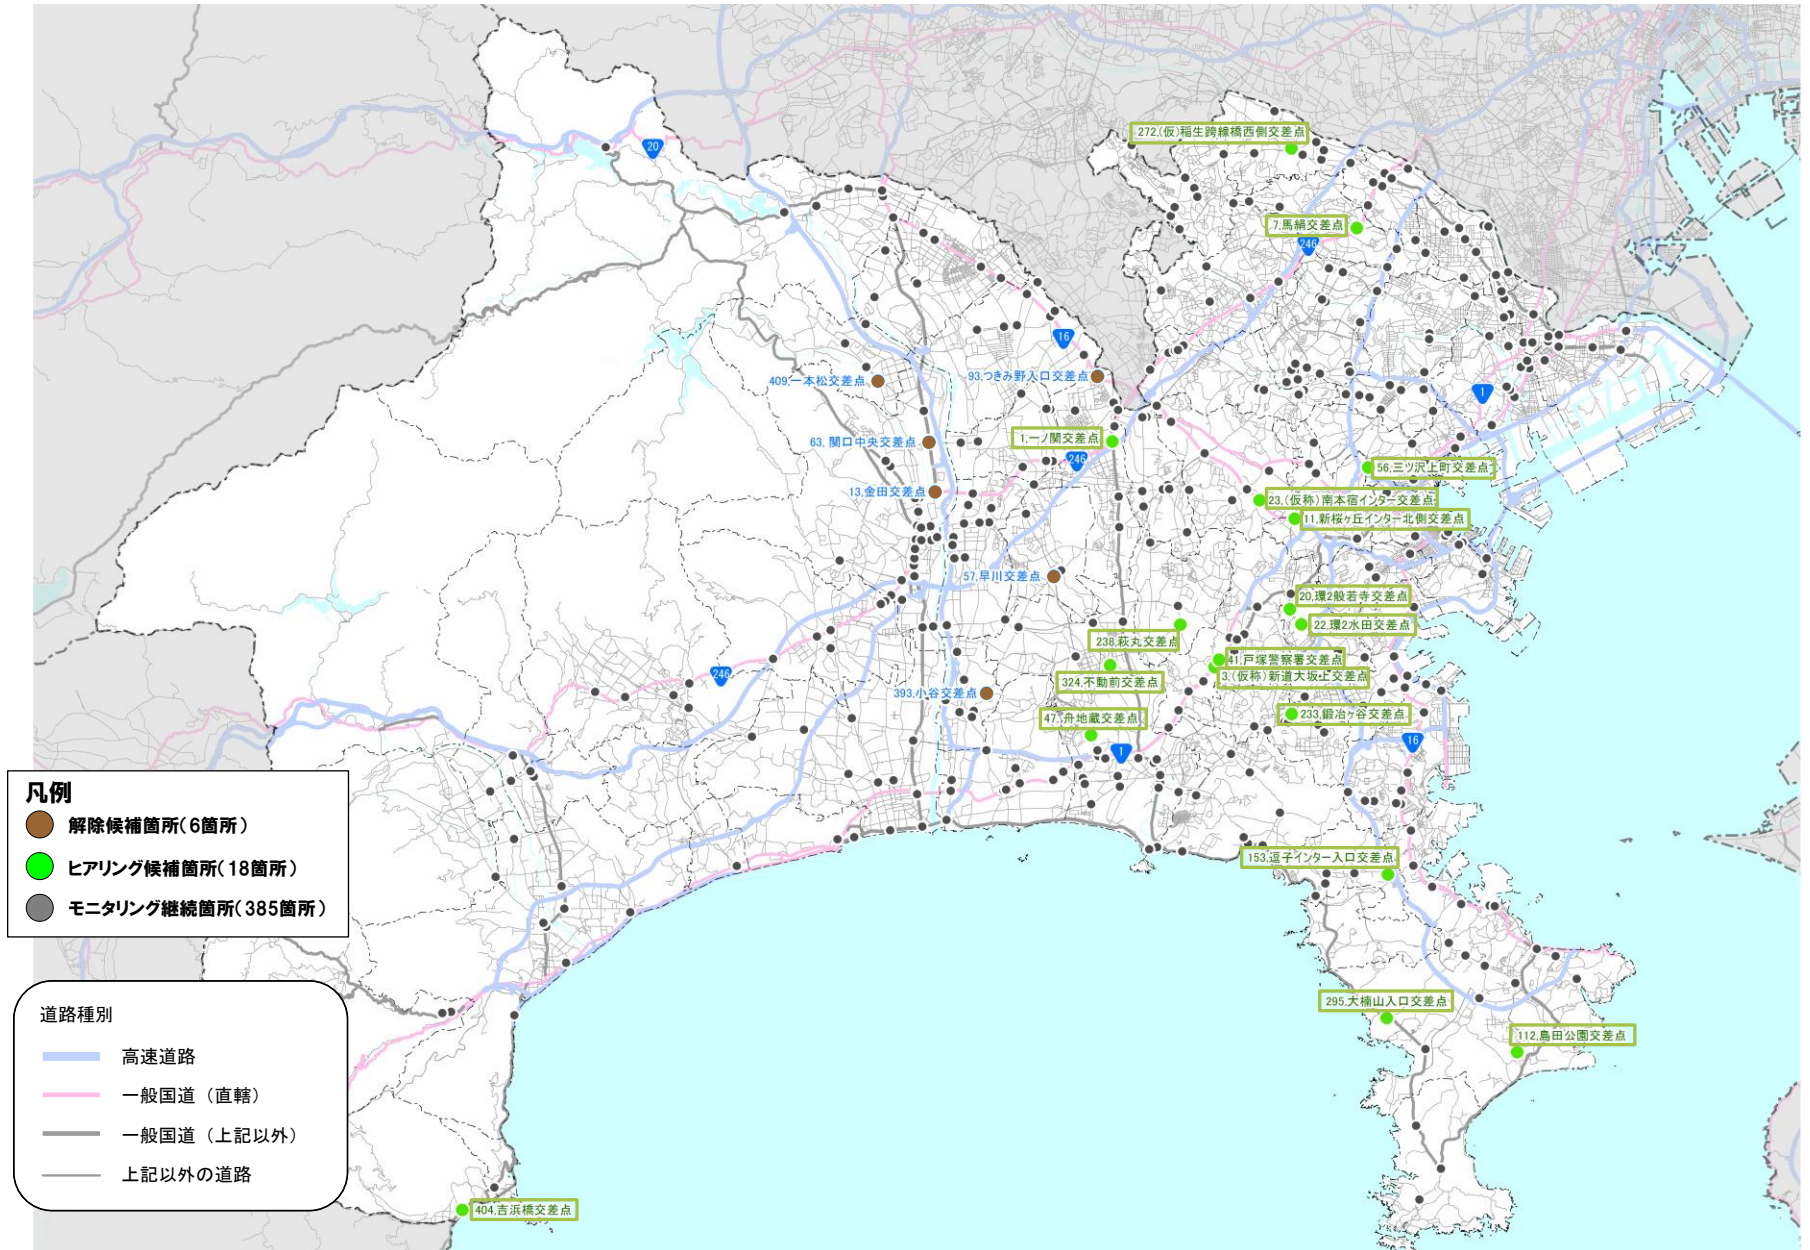 272,(仮)稲生跨線橋西側交差点
20
7,馬絹交差点
246
16
409,一本松交差点
93,つきみ野入口交差点
1
63, 関口中央交差点
1,一ノ関交差点
246
56,三ツ沢上町交差点
13,金田交差点
23,(仮称)南本宿インター交差点
11,新桜ヶ丘インター北側交差点
57,早川交差点
20,環2般若寺交差点
22,環2水田交差点
238,萩丸交差点
41,戸塚警察署交差点
246
324,不動前交差点
3,(仮称)新道大坂上交差点
393,小谷交差点
47,舟地蔵交差点
233,鍛冶ヶ谷交差点
16
1
凡例
解除候補箇所(6箇所)
ヒアリング候補箇所(18箇所)
モニタリング継続箇所(385箇所)
153,逗子インター入口交差点
道路種別
高速道路
一般国道（直轄）
一般国道（上記以外）
上記以外の道路
295,大楠山入口交差点
112,島田公園交差点
404,吉浜橋交差点